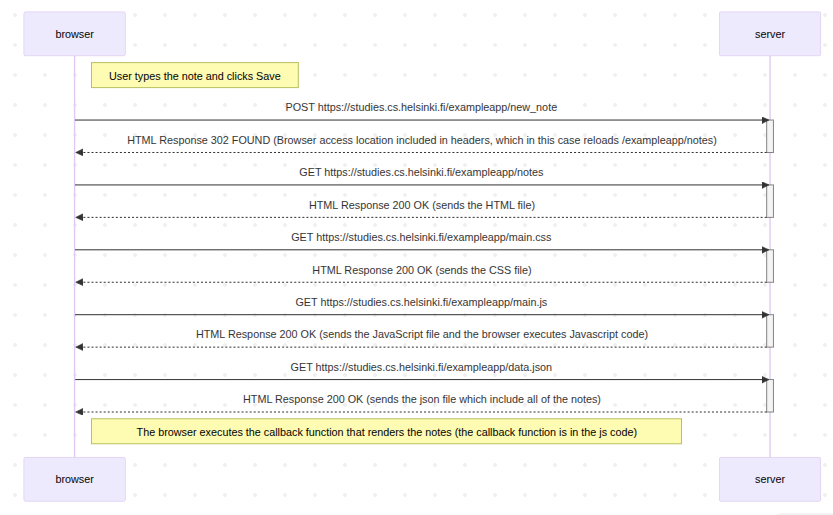 browser
server
User types the note and clicks Save
POST https://studies.cs.helsinki.fi/exampleapp/new_note
HTML Response 302 FOUND (Browser access location included in headers, which in this case reloads /exampleapp/notes)
GET https://studies.cs.helsinki.fi/exampleapp/notes
HTML Response 200 OK (sends the HTML file)
GET https://studies.cs.helsinki.fi/exampleapp/main.css
HTML Response 200 OK (sends the CSS file)
GET https://studies.cs.helsinki.fi/exampleapp/main.js
HTML Response 200 OK (sends the JavaScript file and the browser executes Javascript code)
GET https://studies.cs.helsinki.fi/exampleapp/data.json
HTML Response 200 OK (sends the json file which include all of the notes)
The browser executes the callback function that renders the notes (the callback function is in the js code)
browser
server